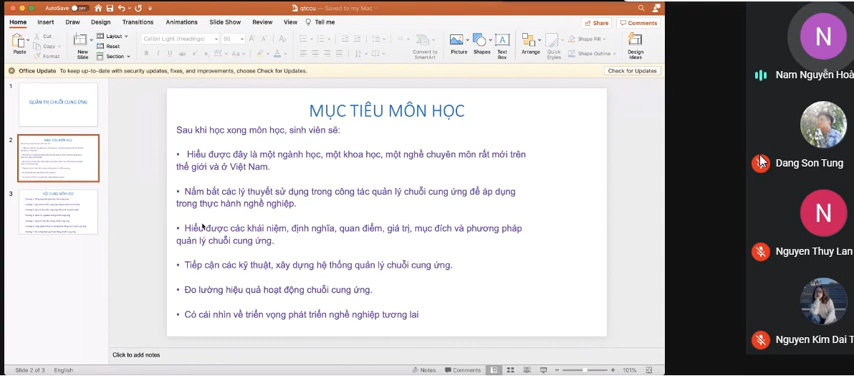 AutoSave OFF
qtccu — Saved to my Mac
Home Insert Draw Design Transitions Animations Slide Show Review View Tell me
Share Comments
Paste
Cut
Copy
Format
New Slide
Layout
Reset
Section
Calibri Light (Headings) 60
Convert to SmartArt
Picture
Shapes
Text Box
Arrange
Quick Styles
Shape Fill
Shape Outline
Design Ideas
Office Update To keep up-to-date with security updates, fixes, and improvements, choose Check for Updates.
Check for Updates
1
QUẢN TRỊ CHUỖI CUNG ỨNG
2
3
MỤC TIÊU MÔN HỌC
Sau khi học xong môn học, sinh viên sẽ:
• Hiểu được đây là một ngành học, một khoa học, một nghề chuyên môn rất mới trên
thế giới và ở Việt Nam.
• Nắm bắt các lý thuyết sử dụng trong công tác quản lý chuỗi cung ứng để áp dụng
trong thực hành nghề nghiệp.
• Hiểu được các khái niệm, định nghĩa, quan điểm, giá trị, mục đích và phương pháp
quản lý chuỗi cung ứng.
• Tiếp cận các kỹ thuật, xây dựng hệ thống quản lý chuỗi cung ứng.
• Đo lường hiệu quả hoạt động chuỗi cung ứng.
• Có cái nhìn về triển vọng phát triển nghề nghiệp tương lai
Click to add notes
Slide 2 of 3 English
Notes Comments
101%
N
Nam Nguyễn Hoà
Dang Son Tung
N
Nguyen Thuy Lan
Nguyen Kim Dai T